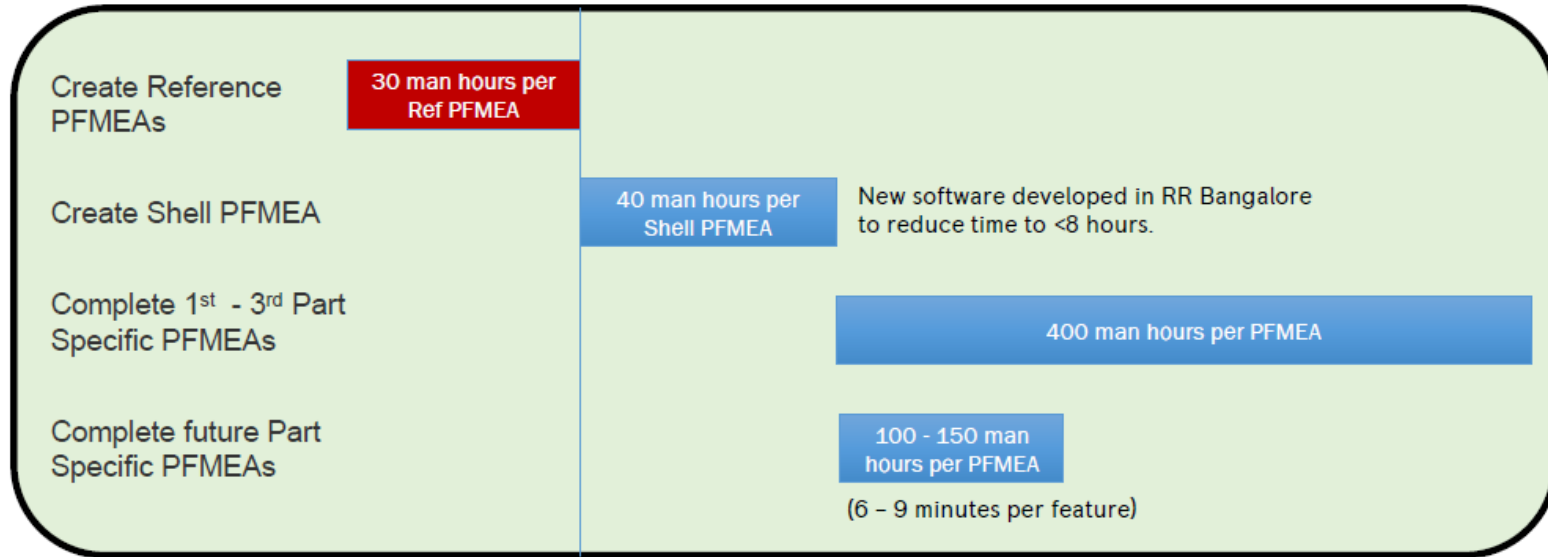 Create Reference
PFMEAs
30 man hours per
Ref PFMEA
Create Shell PFMEA
40 man hours per
Shell PFMEA
New software developed in RR Bangalore
to reduce time to <8 hours.
Complete 1st - 3rd Part
Specific PFMEAs
400 man hours per PFMEA
Complete future Part
Specific PFMEAs
100 - 150 man
hours per PFMEA
(6 – 9 minutes per feature)